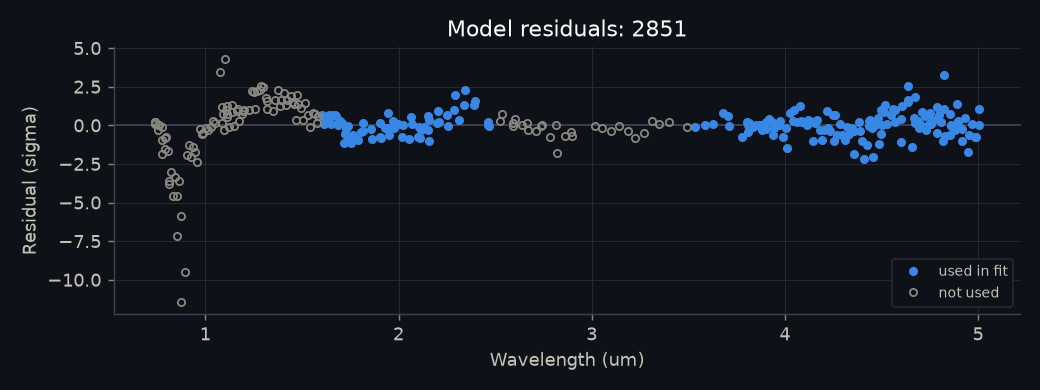 Model residuals: 2851
Residual (sigma)
5.0
2.5
0.0
−2.5
−5.0
−7.5
−10.0
1 2 3 4 5
Wavelength (um)
used in fit
not used